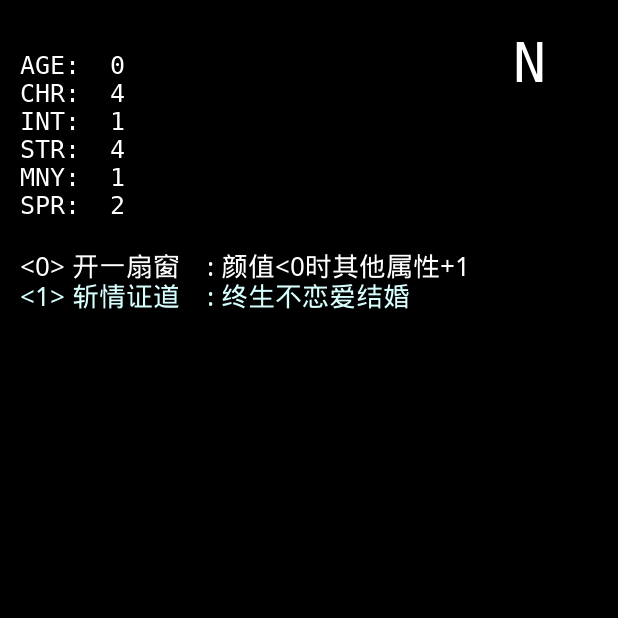 N
AGE: 0
CHR: 4
INT: 1
STR: 4
MNY: 1
SPR: 2
<0> 开一扇窗 : 颜值<0时其他属性+1
<1> 斩情证道 : 终生不恋爱结婚